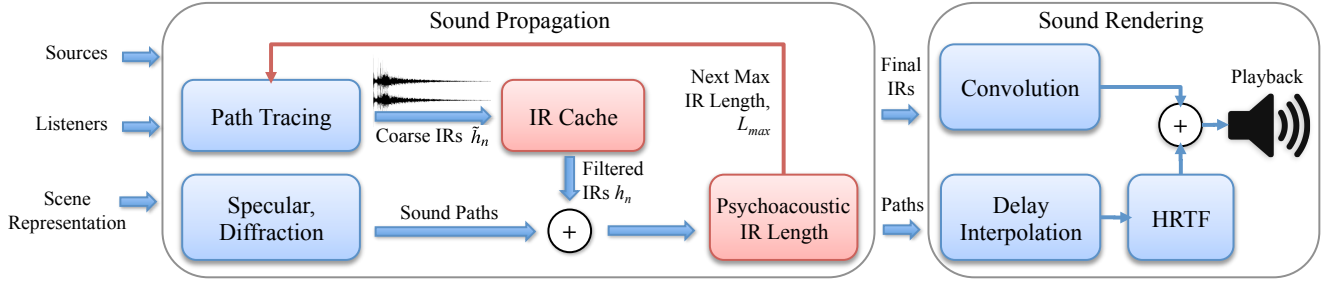 Sound Propagation
Sources
Listeners
Scene
Representation
Path Tracing
Coarse IRs h̃ₙ
IR Cache
Filtered
IRs hₙ
Next Max
IR Length,
Lₘₐₓ
Specular,
Diffraction
Sound Paths
+
Psychoacoustic
IR Length
Final
IRs
Paths
Sound Rendering
Convolution
Playback
+
Delay
Interpolation
HRTF